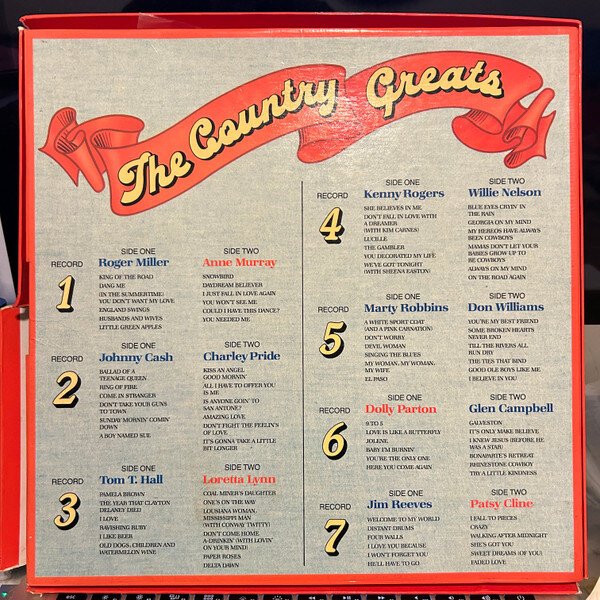 The Country Greats
RECORD
1
SIDE ONE
Roger Miller
KING OF THE ROAD
DANG ME
(IN THE SUMMERTIME)
YOU DON'T WANT MY LOVE
ENGLAND SWINGS
HUSBANDS AND WIVES
LITTLE GREEN APPLES
SIDE TWO
Anne Murray
SNOWBIRD
DAYDREAM BELIEVER
I JUST FALL IN LOVE AGAIN
YOU WON'T SEE ME
COULD I HAVE THIS DANCE?
YOU NEEDED ME
RECORD
2
SIDE ONE
Johnny Cash
BALLAD OF A
TEENAGE QUEEN
RING OF FIRE
COME IN STRANGER
DON'T TAKE YOUR GUNS
TO TOWN
SUNDAY MORNIN' COMIN'
DOWN
A BOY NAMED SUE
SIDE TWO
Charley Pride
KISS AN ANGEL
GOOD MORNIN'
ALL I HAVE TO OFFER YOU
IS ME
IS ANYONE GOIN' TO
SAN ANTONE?
AMAZING LOVE
DON'T FIGHT THE FEELIN'S
OF LOVE
IT'S GONNA TAKE A LITTLE
BIT LONGER
RECORD
3
SIDE ONE
Tom T. Hall
PAMELA BROWN
THE YEAR THAT CLAYTON
DELANEY DIED
I LOVE
RAVISHING RUBY
I LIKE BEER
OLD DOGS, CHILDREN AND
WATERMELON WINE
SIDE TWO
Loretta Lynn
COAL MINER'S DAUGHTER
ONE'S ON THE WAY
LOUSIANA WOMAN,
MISSISSIPPI MAN
(WITH CONWAY TWITTY)
DON'T COME HOME
A-DRINKIN' (WITH LOVIN'
ON YOUR MIND)
PAPER ROSES
DELTA DAWN
RECORD
4
SIDE ONE
Kenny Rogers
SHE BELIEVES IN ME
DON'T FALL IN LOVE WITH
A DREAMER
(WITH KIM CARNES)
LUCILLE
THE GAMBLER
YOU DECORATED MY LIFE
WE'VE GOT TONIGHT
(WITH SHEENA EASTON)
SIDE TWO
Willie Nelson
BLUE EYES CRYIN' IN
THE RAIN
GEORGIA ON MY MIND
MY HEREOS HAVE ALWAYS
BEEN COWBOYS
MAMAS DON'T LET YOUR
BABIES GROW UP TO
BE COWBOYS
ALWAYS ON MY MIND
ON THE ROAD AGAIN
RECORD
5
SIDE ONE
Marty Robbins
A WHITE SPORT COAT
(AND A PINK CARNATION)
DON'T WORRY
DEVIL WOMAN
SINGING THE BLUES
MY WOMAN, MY WOMAN,
MY WIFE
EL PASO
SIDE TWO
Don Williams
YOU'RE MY BEST FRIEND
SOME BROKEN HEARTS
NEVER END
TILL THE RIVERS ALL
RUN DRY
THE TIES THAT BIND
GOOD OLE BOYS LIKE ME
I BELIEVE IN YOU
RECORD
6
SIDE ONE
Dolly Parton
9 TO 5
LOVE IS LIKE A BUTTERFLY
JOLENE
BABY I'M BURNIN'
YOU'RE THE ONLY ONE
HERE YOU COME AGAIN
SIDE TWO
Glen Campbell
GALVESTON
IT'S ONLY MAKE BELIEVE
I KNEW JESUS (BEFORE HE
WAS A STAR)
BONAPARTE'S RETREAT
RHINESTONE COWBOY
TRY A LITTLE KINDNESS
RECORD
7
SIDE ONE
Jim Reeves
WELCOME TO MY WORLD
DISTANT DRUMS
FOUR WALLS
I LOVE YOU BECAUSE
I WON'T FORGET YOU
HE'LL HAVE TO GO
SIDE TWO
Patsy Cline
I FALL TO PIECES
CRAZY
WALKING AFTER MIDNIGHT
SHE'S GOT YOU
SWEET DREAMS (OF YOU)
FADED LOVE